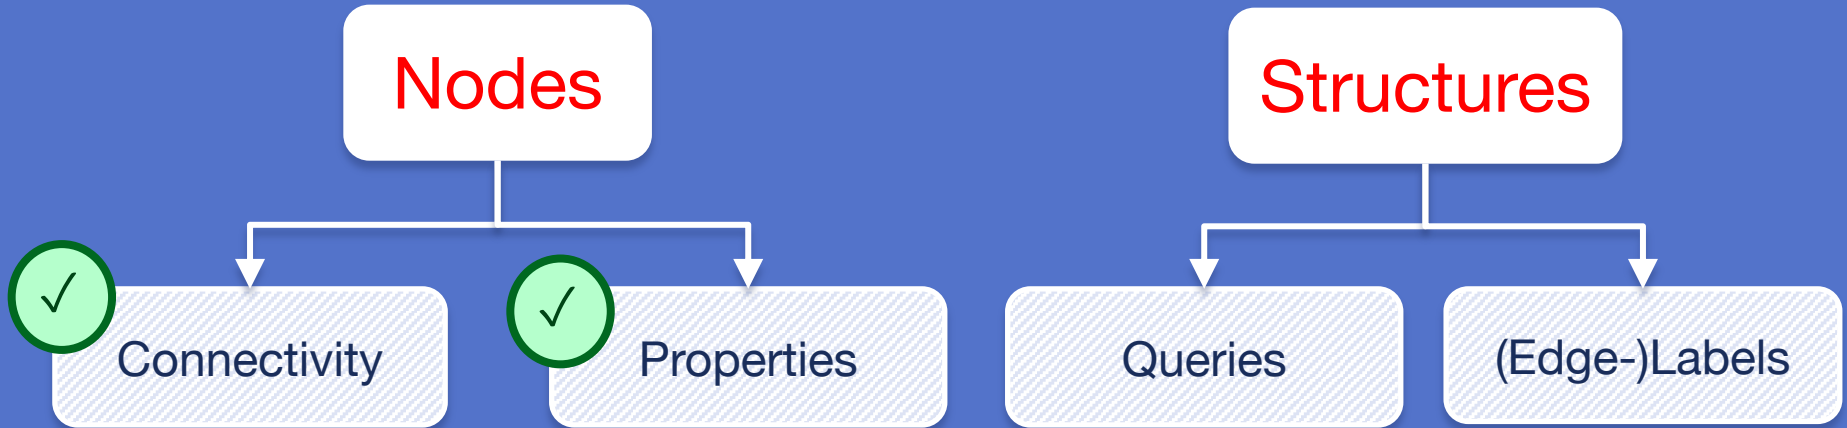 Nodes
Structures
✓
✓
Connectivity
Properties
Queries
(Edge-)Labels